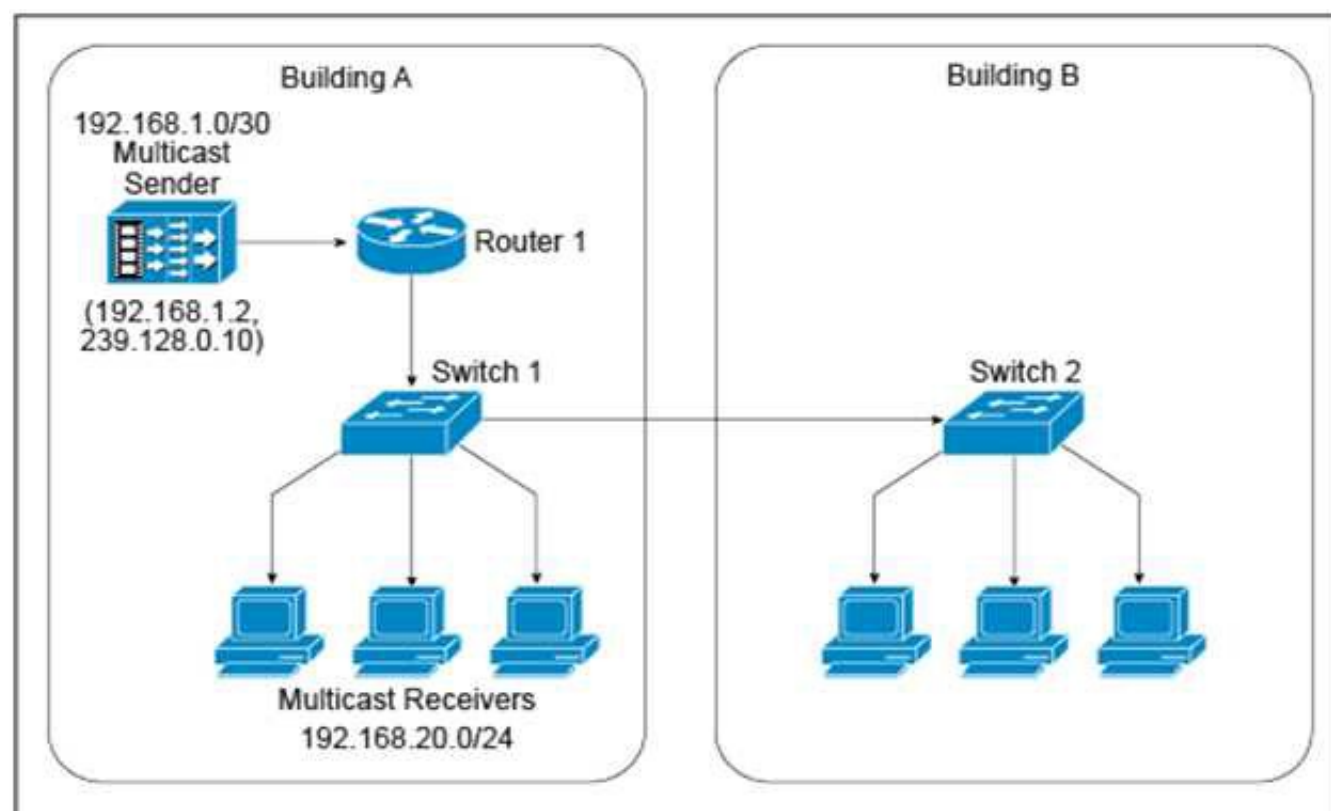 Building A
192.168.1.0/30
Multicast
Sender
Router 1
(192.168.1.2,
239.128.0.10)
Switch 1
Multicast Receivers
192.168.20.0/24
Building B
Switch 2